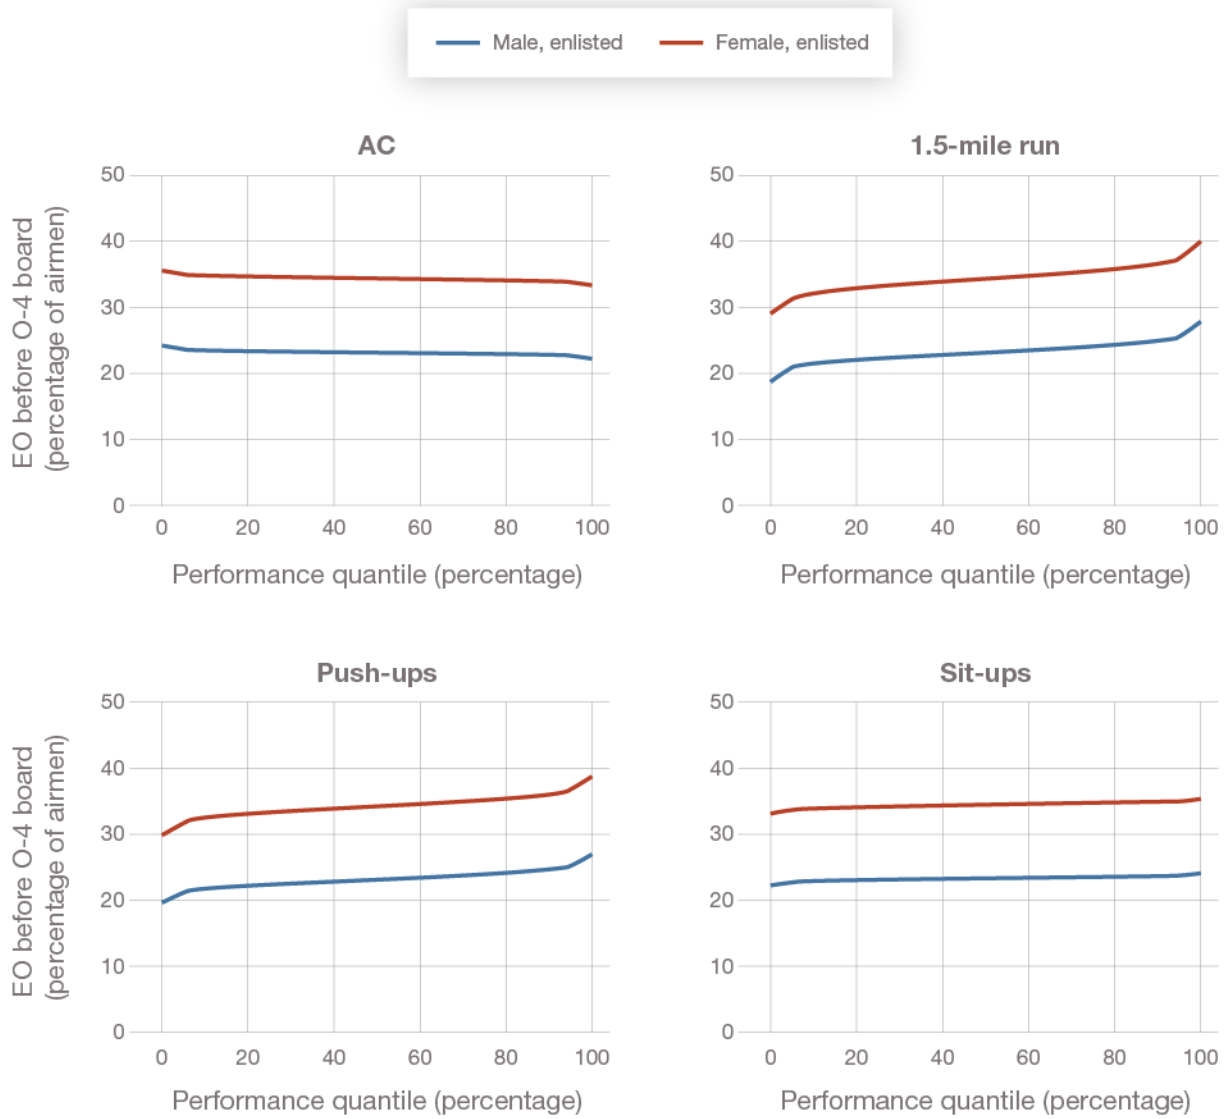 Male, enlisted
Female, enlisted
AC
EO before O-4 board
(percentage of airmen)
50
40
30
20
10
0
0 20 40 60 80 100
Performance quantile (percentage)
1.5-mile run
50
40
30
20
10
0
0 20 40 60 80 100
Performance quantile (percentage)
Push-ups
EO before O-4 board
(percentage of airmen)
50
40
30
20
10
0
0 20 40 60 80 100
Performance quantile (percentage)
Sit-ups
50
40
30
20
10
0
0 20 40 60 80 100
Performance quantile (percentage)